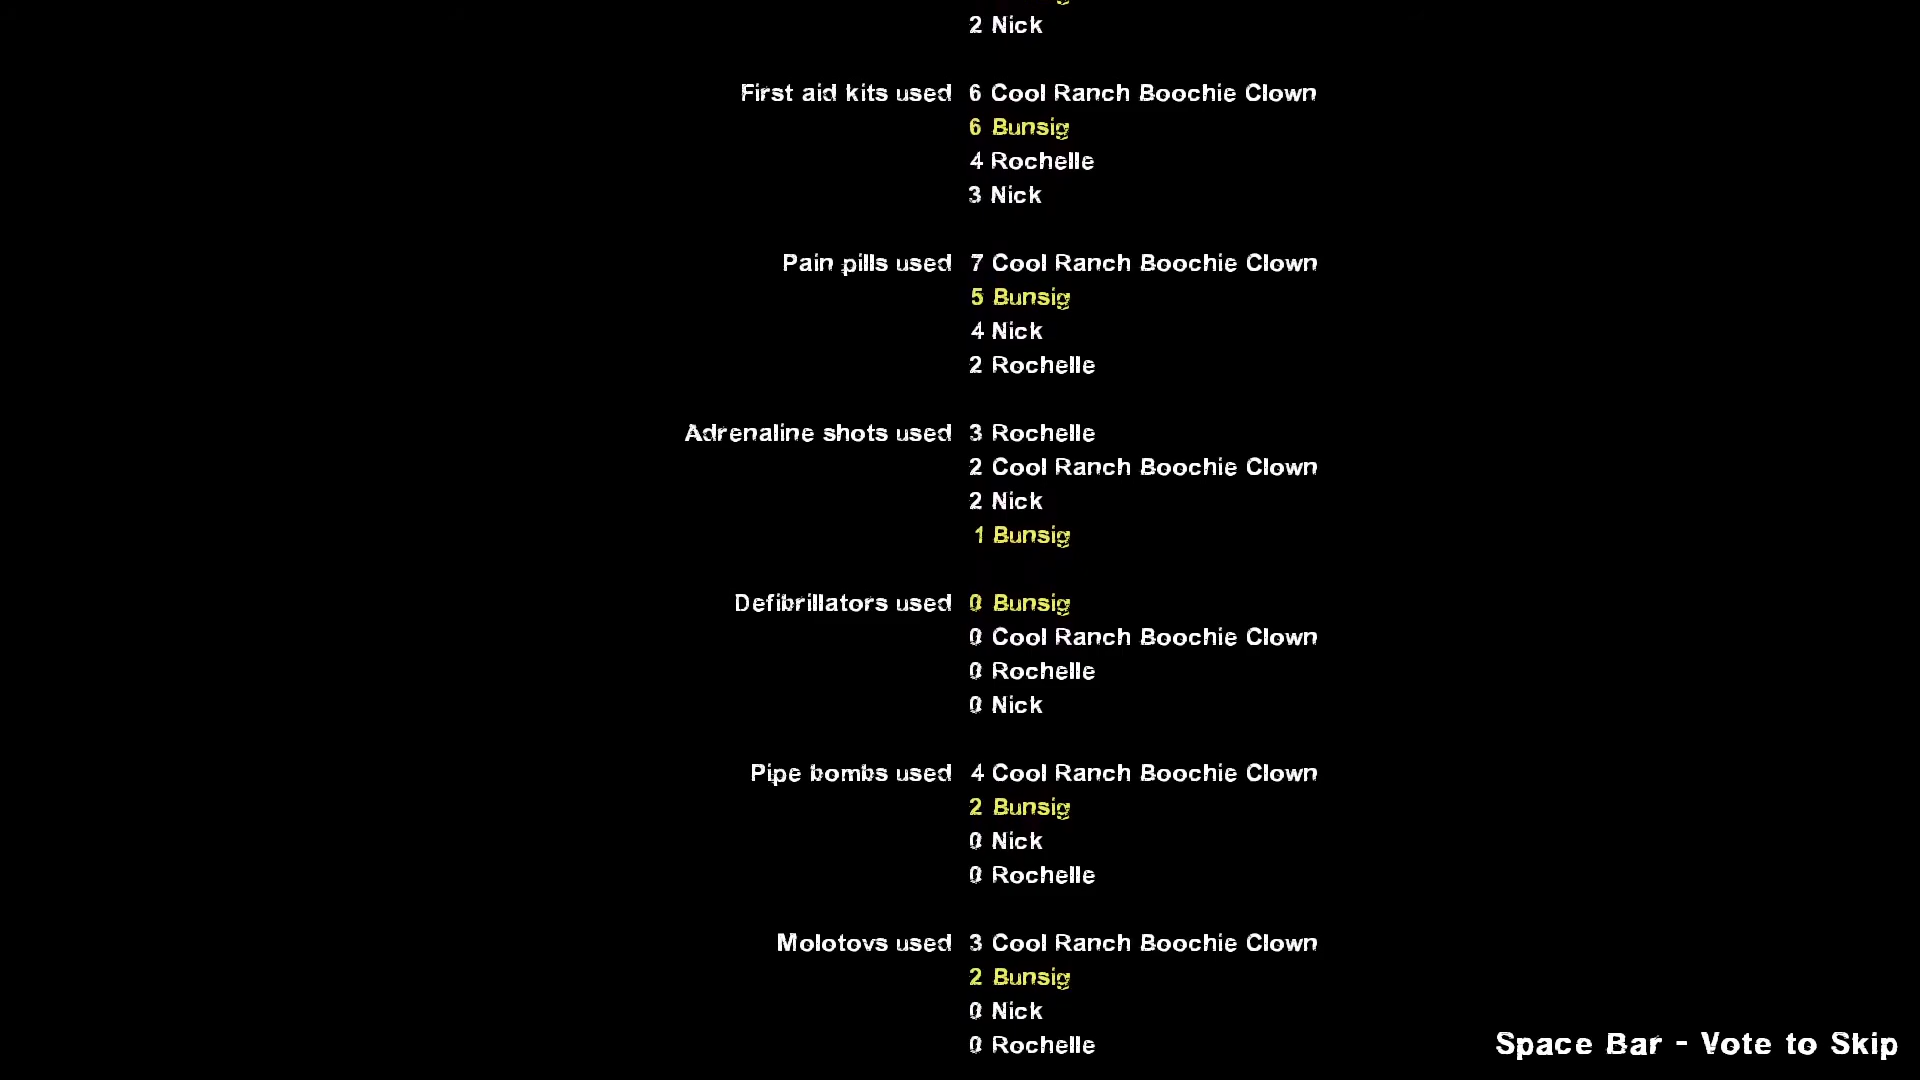 2 Nick
First aid kits used 6 Cool Ranch Boochie Clown
6 Bunsig
4 Rochelle
3 Nick
Pain pills used 7 Cool Ranch Boochie Clown
5 Bunsig
4 Nick
2 Rochelle
Adrenaline shots used 3 Rochelle
2 Cool Ranch Boochie Clown
2 Nick
1 Bunsig
Defibrillators used 0 Bunsig
0 Cool Ranch Boochie Clown
0 Rochelle
0 Nick
Pipe bombs used 4 Cool Ranch Boochie Clown
2 Bunsig
0 Nick
0 Rochelle
Molotovs used 3 Cool Ranch Boochie Clown
2 Bunsig
0 Nick
0 Rochelle
Space Bar - Vote to Skip